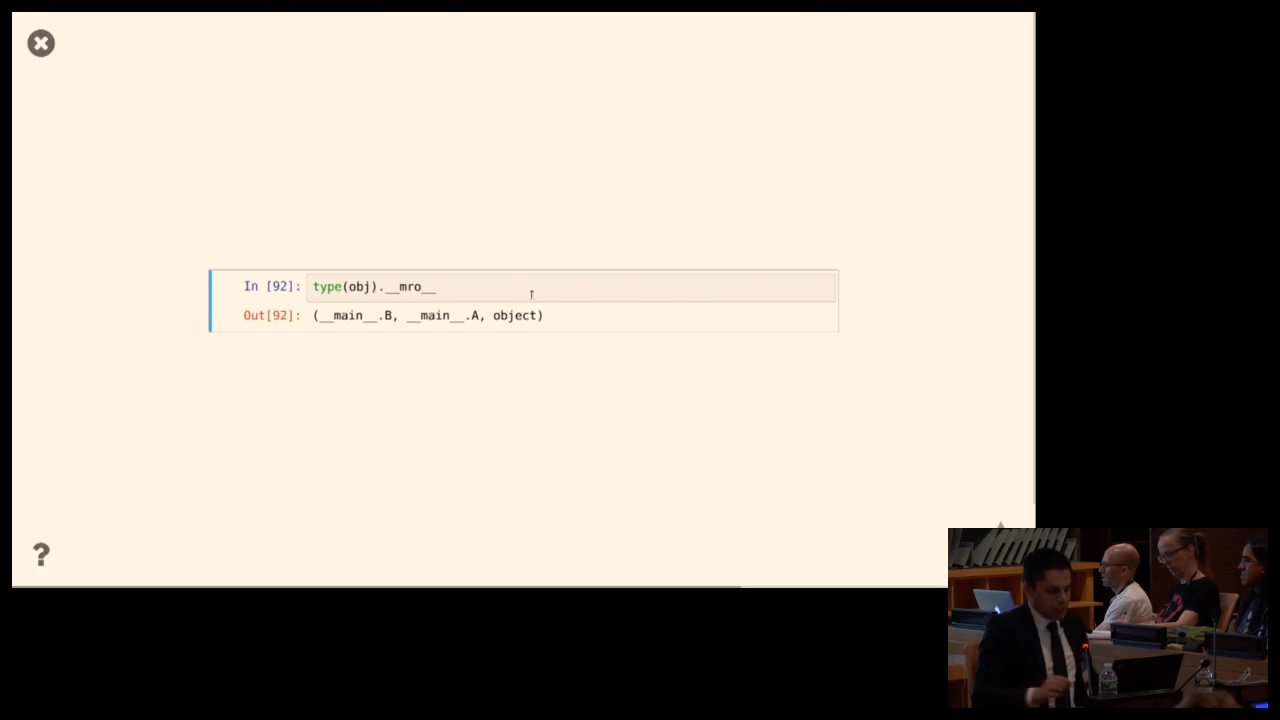 In [92]: type(obj).__mro__
Out[92]: (__main__.B, __main__.A, object)
?